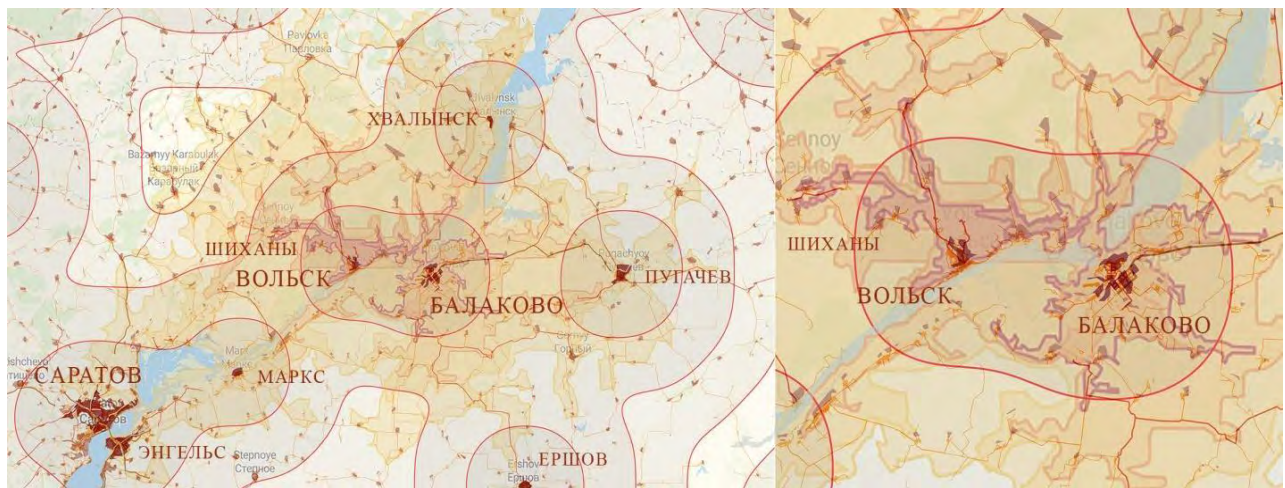 Pavlovka
Павловка
ХВАЛЫНСК
Bazarnyy Karabulak
Базарный
Карабулак
ШИХАНЫ
ВОЛЬСК
БАЛАКОВО
ПУГАЧЕВ
САРАТОВ
МАРКС
ЭНГЕЛЬС
Stepnoye
Степное
ЕРШОВ
Ershov
Ершов
ШИХАНЫ
ВОЛЬСК
БАЛАКОВО